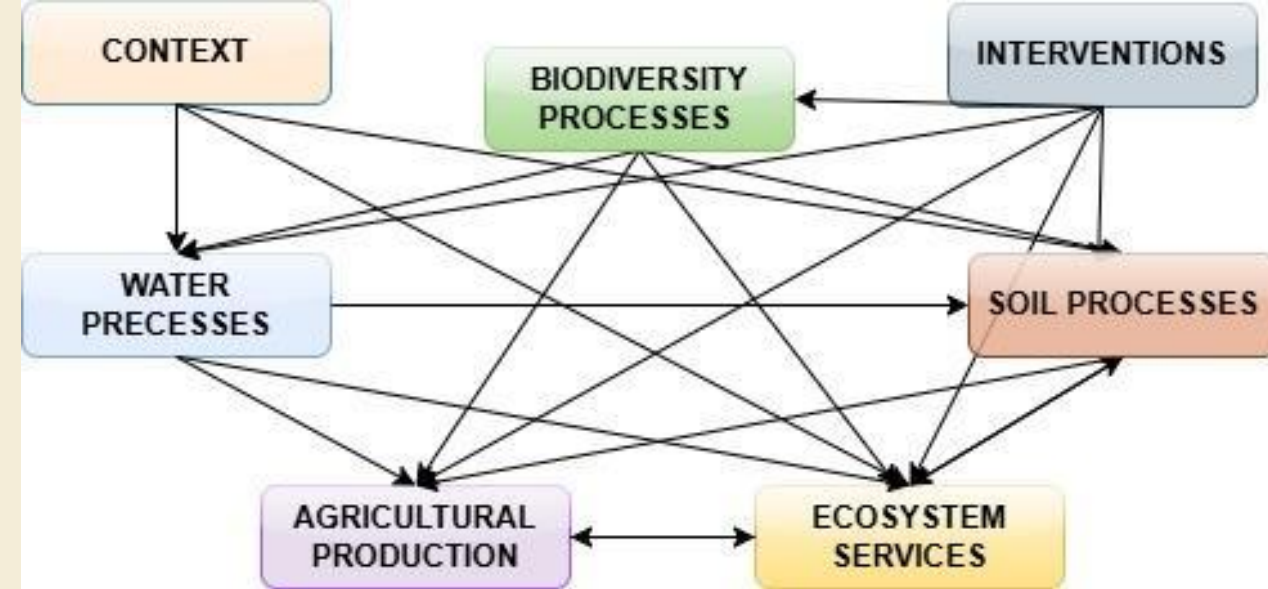 CONTEXT
BIODIVERSITY
PROCESSES
INTERVENTIONS
WATER
PRECESSES
SOIL PROCESSES
AGRICULTURAL
PRODUCTION
ECOSYSTEM
SERVICES